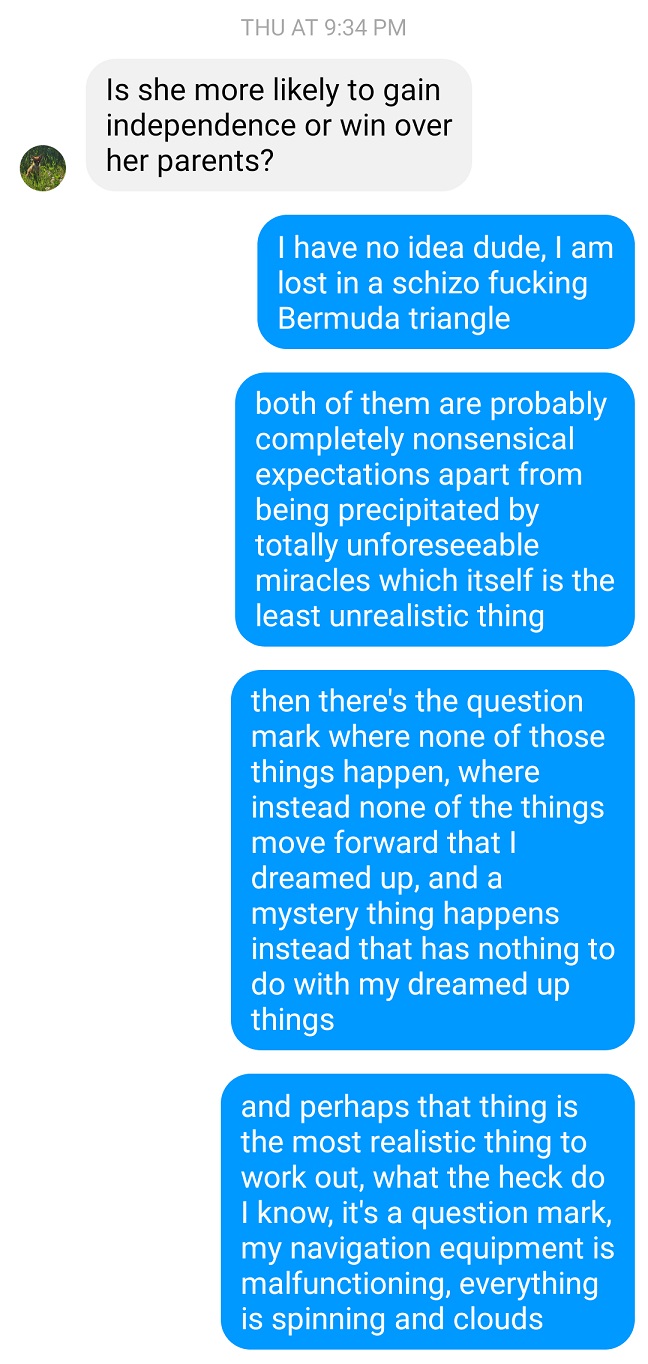 THU AT 9:34 PM
Is she more likely to gain
independence or win over
her parents?
I have no idea dude, I am
lost in a schizo fucking
Bermuda triangle
both of them are probably
completely nonsensical
expectations apart from
being precipitated by
totally unforeseeable
miracles which itself is the
least unrealistic thing
then there's the question
mark where none of those
things happen, where
instead none of the things
move forward that I
dreamed up, and a
mystery thing happens
instead that has nothing to
do with my dreamed up
things
and perhaps that thing is
the most realistic thing to
work out, what the heck do
I know, it's a question mark,
my navigation equipment is
malfunctioning, everything
is spinning and clouds